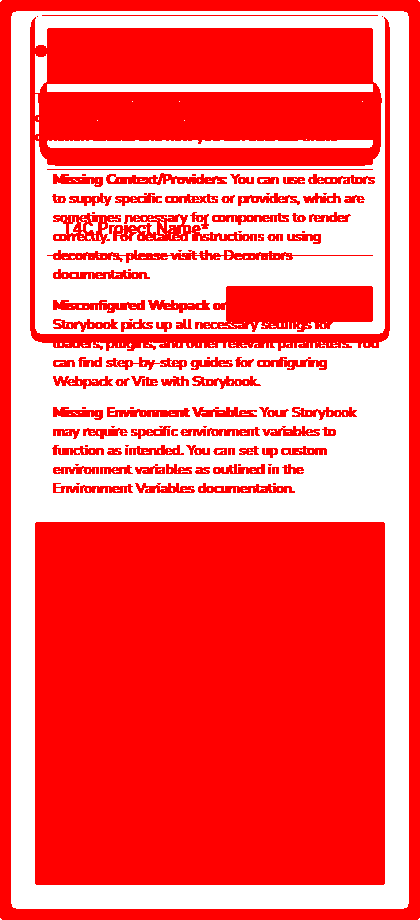 Missing Context/Providers: You can use decorators
to supply specific contexts or providers, which are
sometimes necessary for components to render
T4C Project Name*
correctly. For detailed instructions on using
decorators, please visit the Decorators
documentation.
Misconfigured Webpack or
Storybook picks up all necessary settings for
loaders, plugins, and other relevant parameters. You
can find step-by-step guides for configuring
Webpack or Vite with Storybook.
Missing Environment Variables: Your Storybook
may require specific environment variables to
function as intended. You can set up custom
environment variables as outlined in the
Environment Variables documentation.